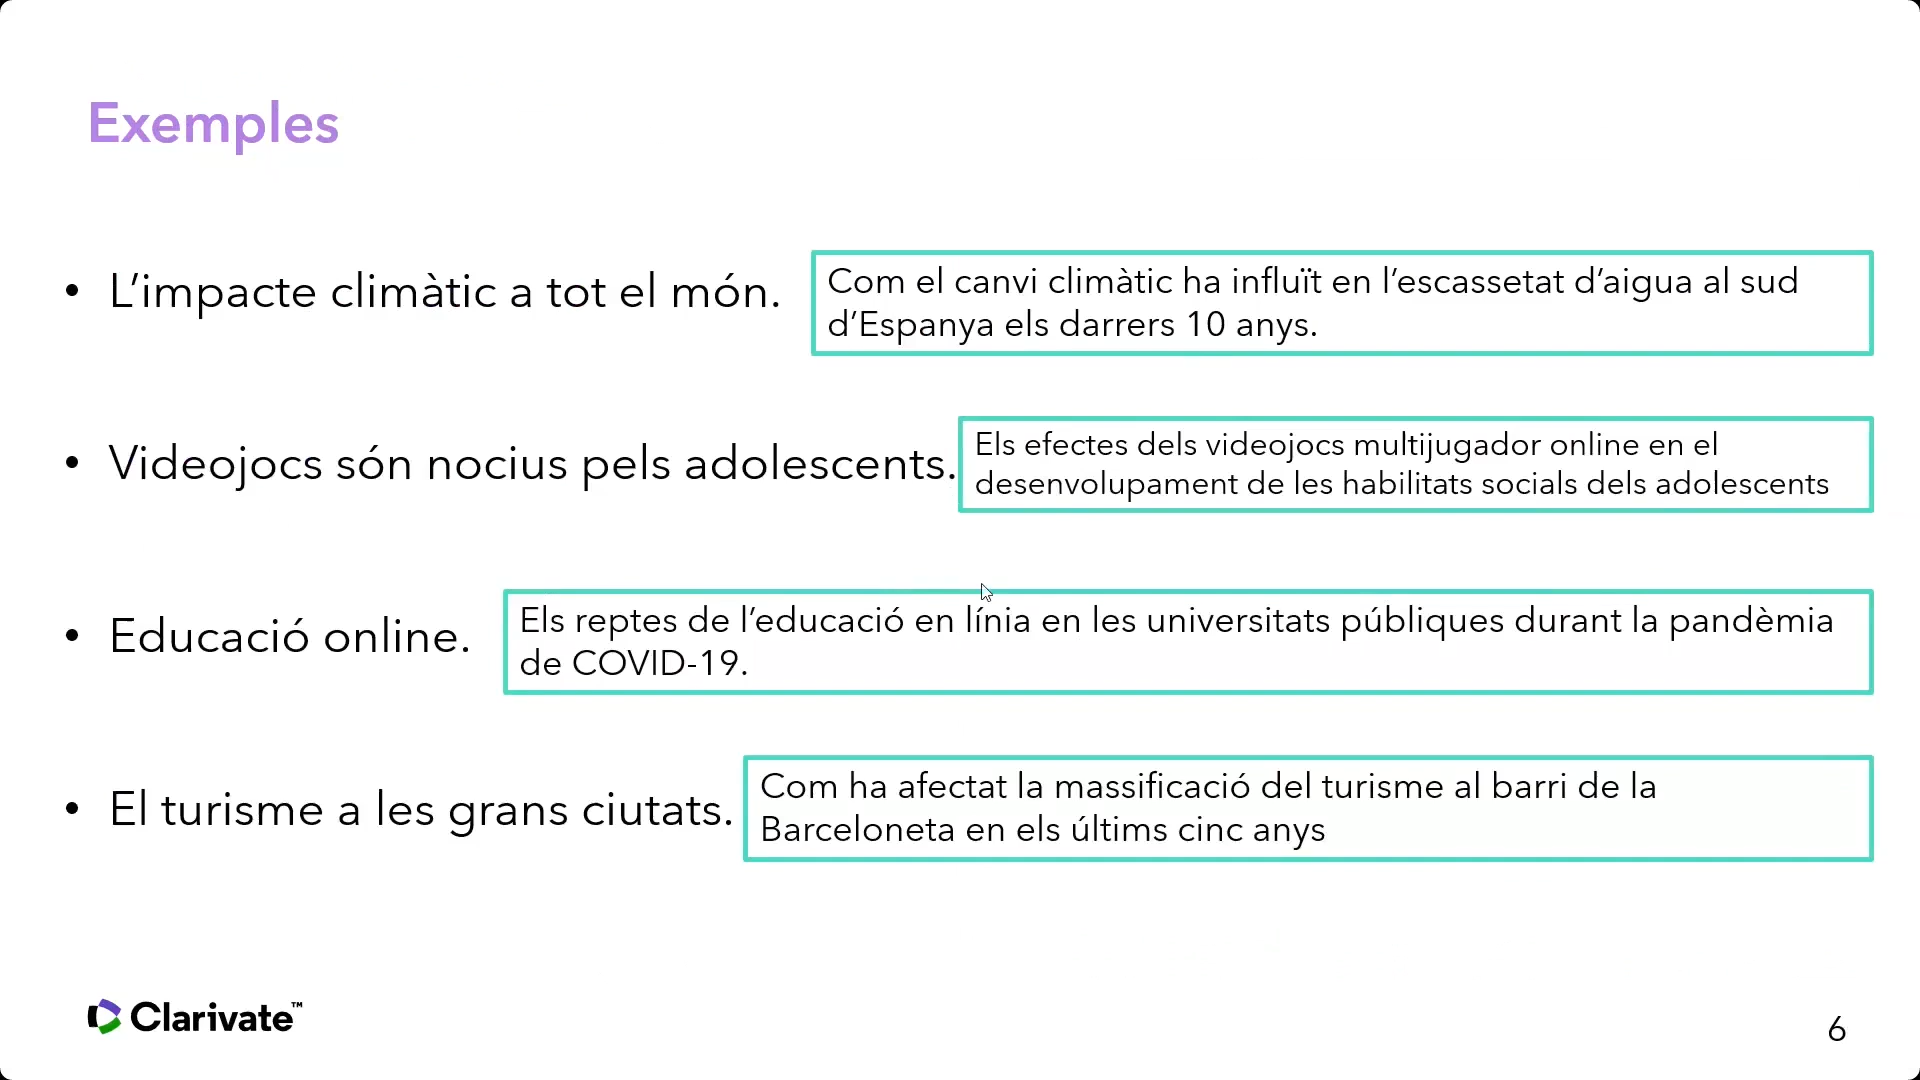 Exemples
• L’impacte climàtic a tot el món.
Com el canvi climàtic ha influït en l’escassetat d’aigua al sud
d’Espanya els darrers 10 anys.
• Videojocs són nocius pels adolescents.
Els efectes dels videojocs multijugador online en el
desenvolupament de les habilitats socials dels adolescents
• Educació online.
Els reptes de l’educació en línia en les universitats públiques durant la pandèmia
de COVID-19.
• El turisme a les grans ciutats.
Com ha afectat la massificació del turisme al barri de la
Barceloneta en els últims cinc anys
Clarivate™
6